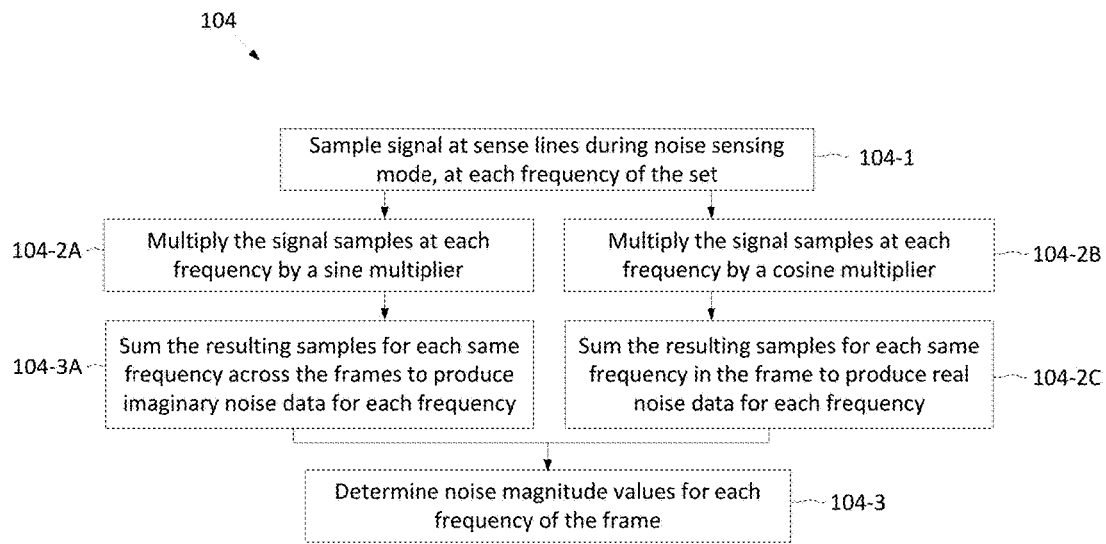 104
Sample signal at sense lines during noise sensing
mode, at each frequency of the set
104-1
104-2A
Multiply the signal samples at each
frequency by a sine multiplier
Multiply the signal samples at each
frequency by a cosine multiplier
104-2B
104-3A
Sum the resulting samples for each same
frequency across the frames to produce
imaginary noise data for each frequency
Sum the resulting samples for each same
frequency in the frame to produce real
noise data for each frequency
104-2C
Determine noise magnitude values for each
frequency of the frame
104-3